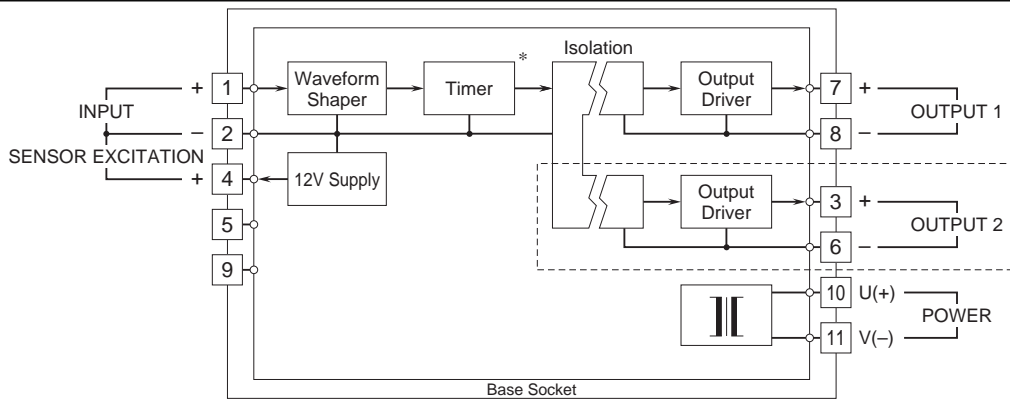 Isolation
*
INPUT
+
1
Waveform
Shaper
Timer
Output
Driver
7
+
OUTPUT 1
–
2
8
–
SENSOR EXCITATION
+
4
12V Supply
Output
Driver
3
+
OUTPUT 2
5
6
–
9
10
U(+)
POWER
11
V(–)
Base Socket